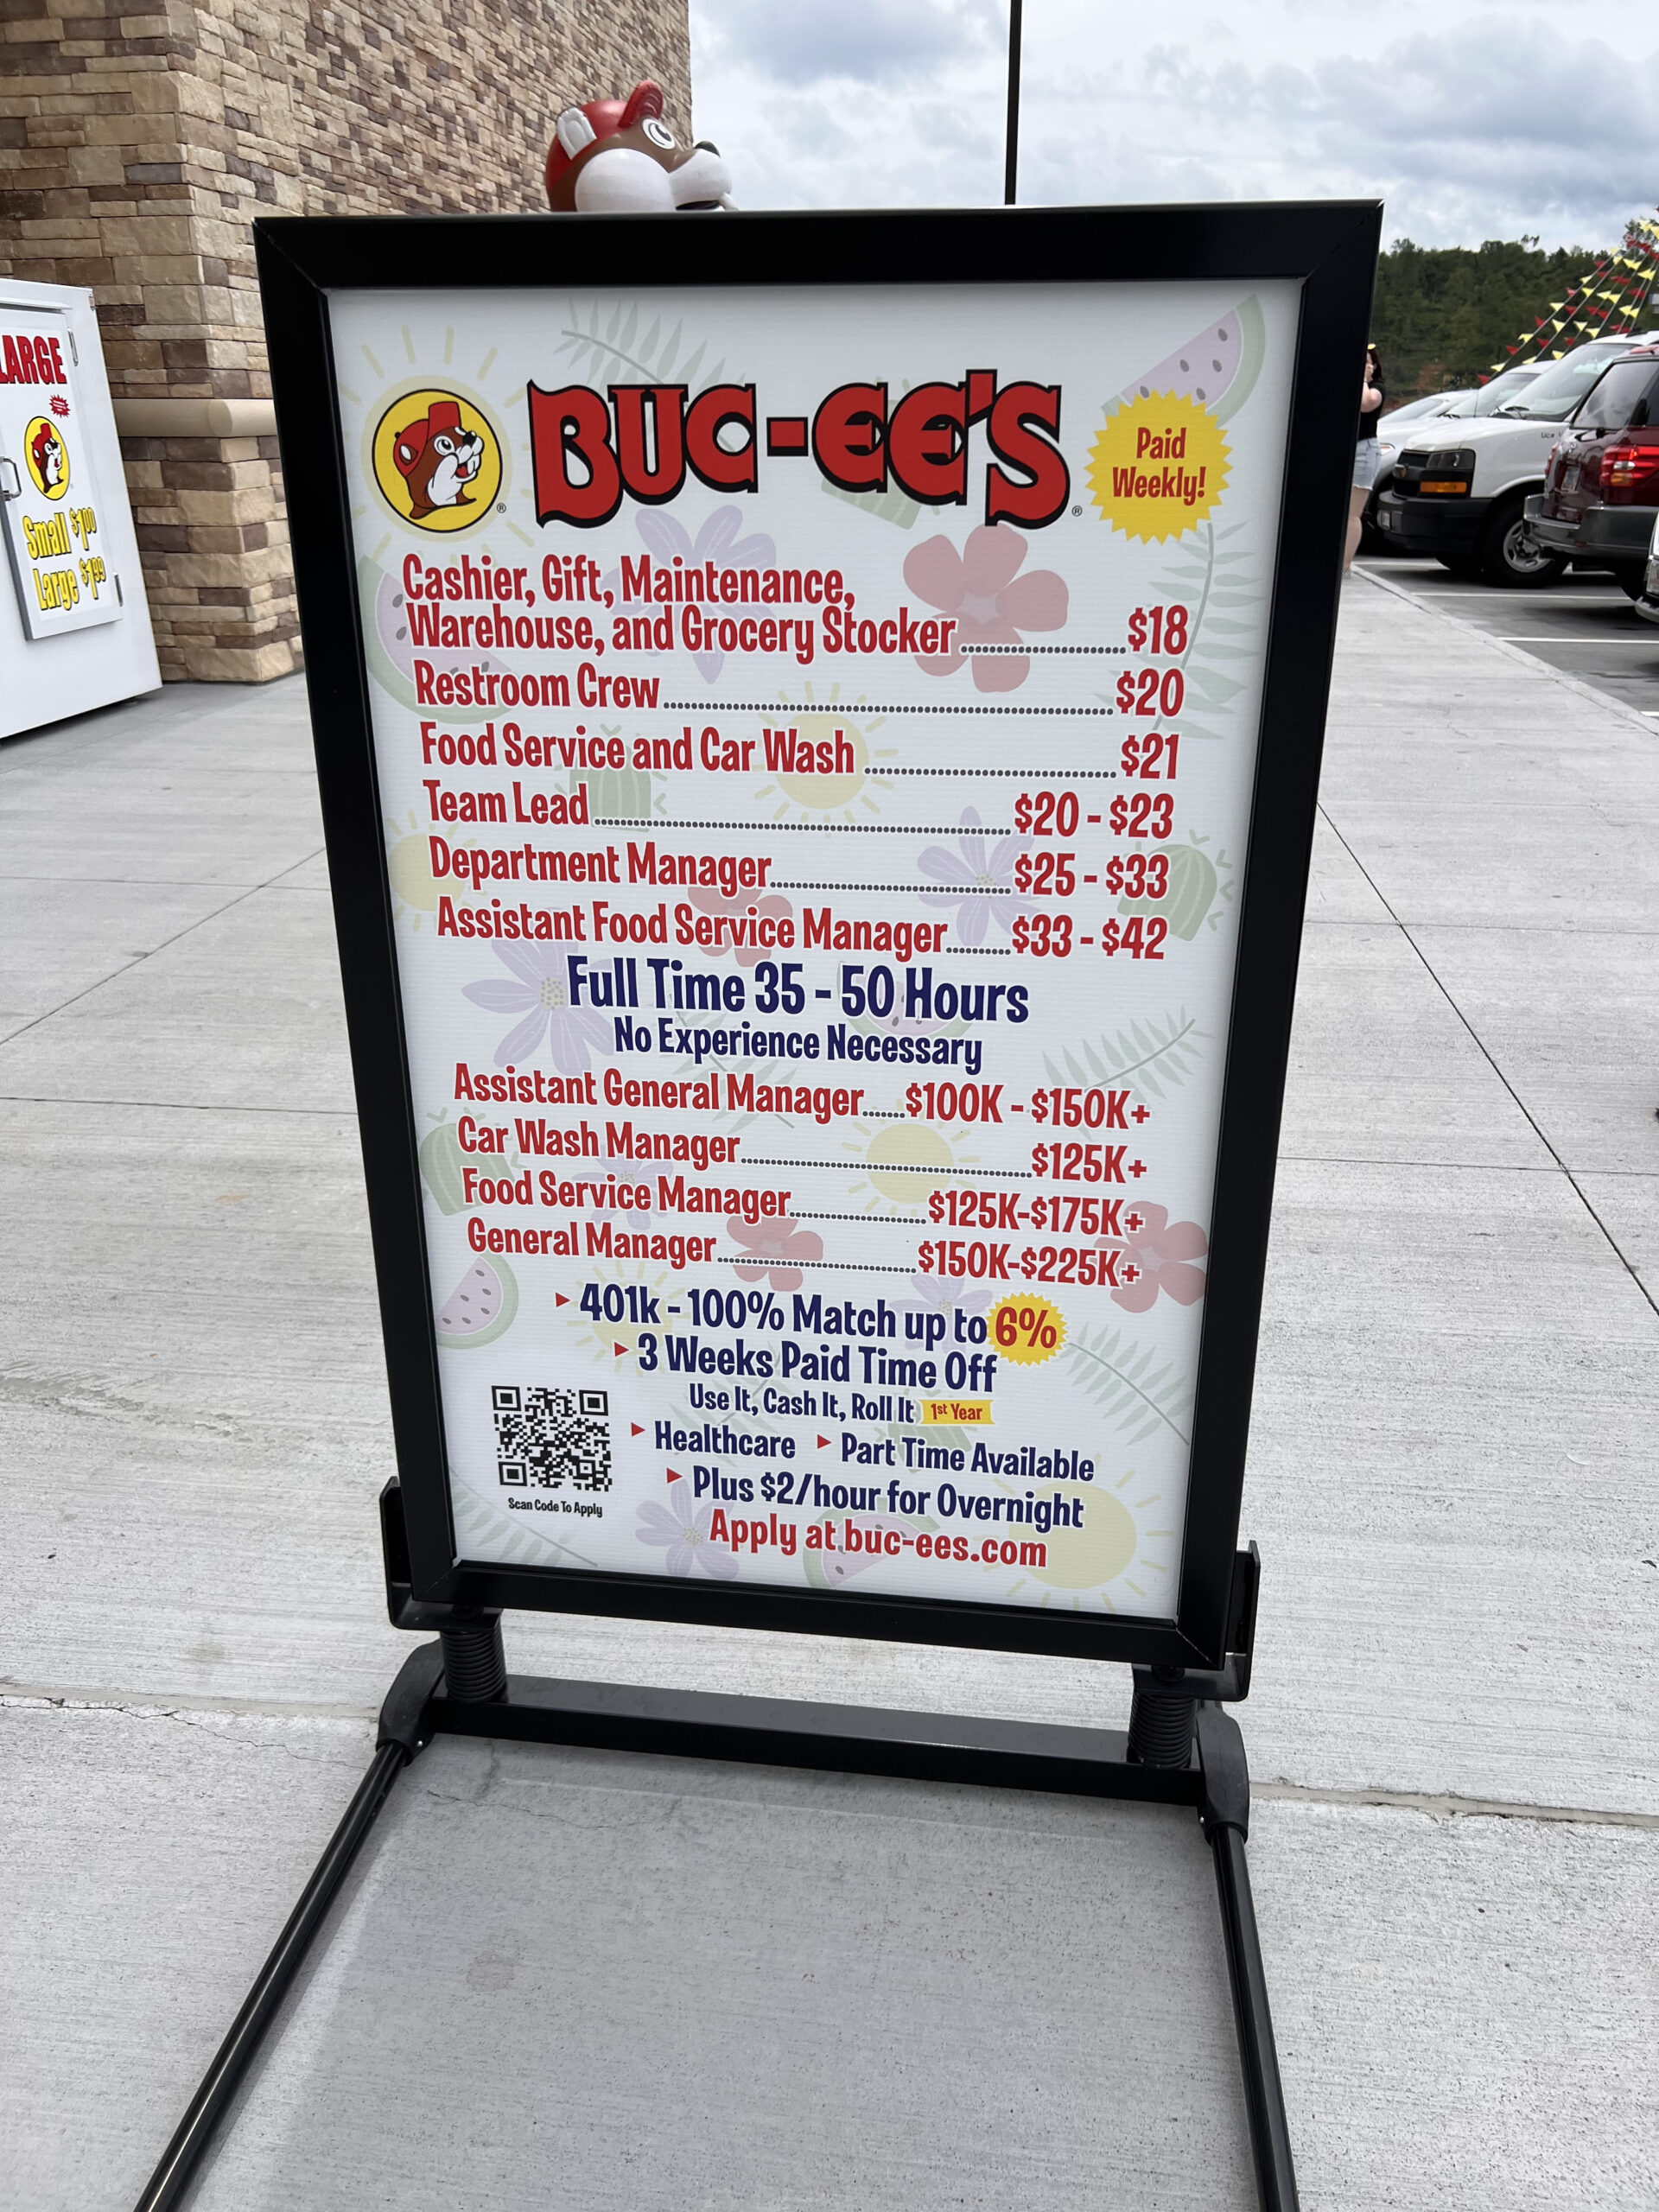 LARGE
Small $1.00
Large $1.99
BUC-EE'S
®
®
Paid
Weekly!
Cashier, Gift, Maintenance,
Warehouse, and Grocery Stocker....................$18
Restroom Crew....................$20
Food Service and Car Wash....................$21
Team Lead....................$20 - $23
Department Manager....................$25 - $33
Assistant Food Service Manager........$33 - $42
Full Time 35 - 50 Hours
No Experience Necessary
Assistant General Manager......$100K - $150K+
Car Wash Manager....................$125K+
Food Service Manager....................$125K-$175K+
General Manager....................$150K-$225K+
401k - 100% Match up to 6%
3 Weeks Paid Time Off
Use It, Cash It, Roll It 1st Year
Healthcare Part Time Available
Plus $2/hour for Overnight
Apply at buc-ees.com
Scan Code To Apply